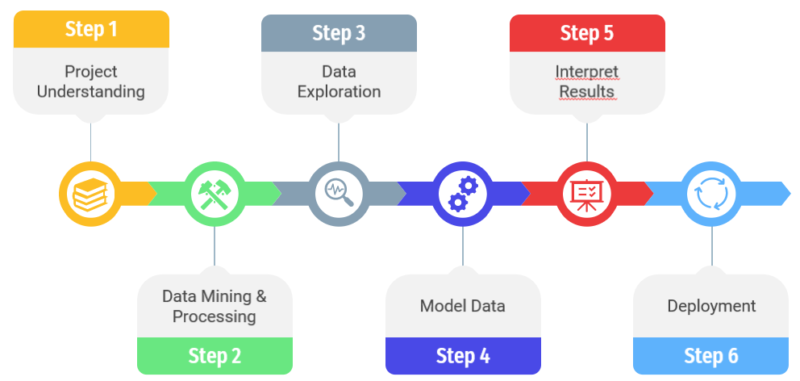 Step 1
Project
Understanding
Data Mining &
Processing
Step 2
Step 3
Data
Exploration
Model Data
Step 4
Step 5
Interpret
Results
Deployment
Step 6